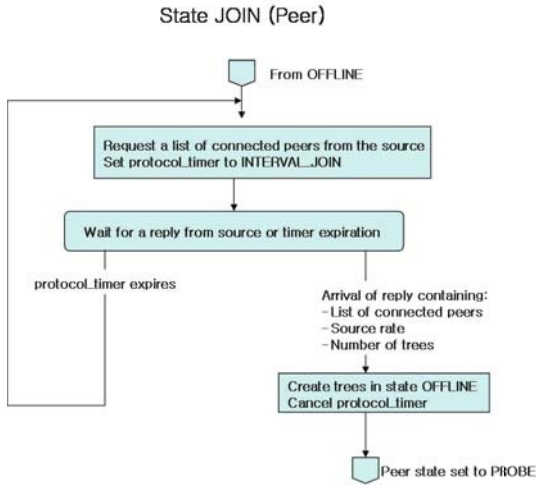 State JOIN (Peer)
From OFFLINE
Request a list of connected peers from the source
Set protocol_timer to INTERVAL_JOIN
Wait for a reply from source or timer expiration
protocol_timer expires
Arrival of reply containing:
-List of connected peers
-Source rate
-Number of trees
Create trees in state OFFLINE
Cancel protocol_timer
Peer state set to PROBE